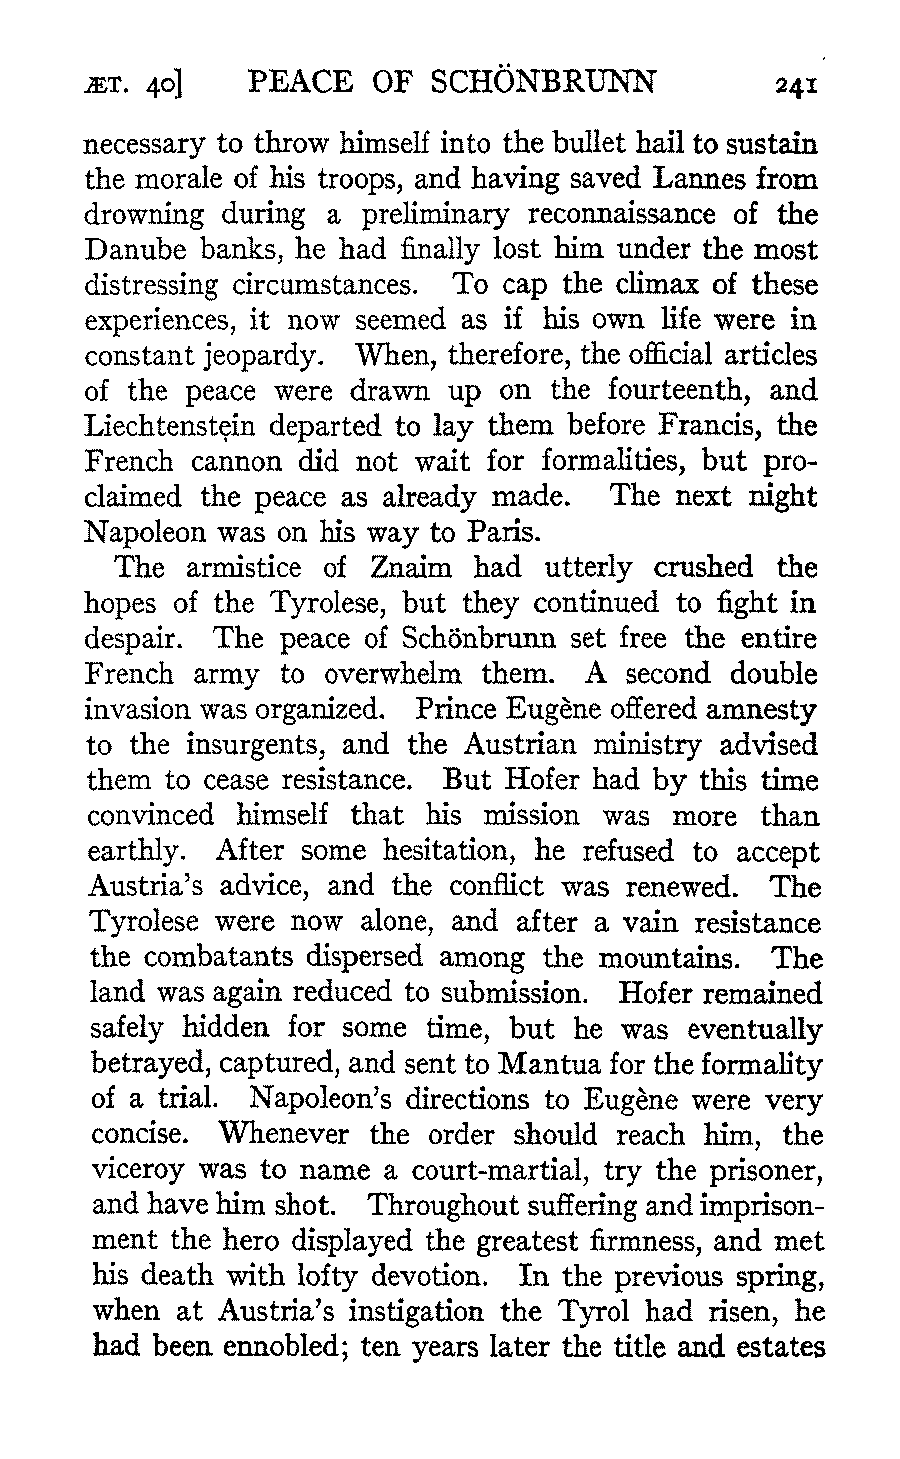 ÆT. 40] PEACE OF SCHÖNBRUNN 241
necessary to throw himself into the bullet hail to sustain
the morale of his troops, and having saved Lannes from
drowning during a preliminary reconnaissance of the
Danube banks, he had finally lost him under the most
distressing circumstances. To cap the climax of these
experiences, it now seemed as if his own life were in
constant jeopardy. When, therefore, the official articles
of the peace were drawn up on the fourteenth, and
Liechtenstein departed to lay them before Francis, the
French cannon did not wait for formalities, but pro-
claimed the peace as already made. The next night
Napoleon was on his way to Paris.
The armistice of Znaim had utterly crushed the
hopes of the Tyrolese, but they continued to fight in
despair. The peace of Schönbrunn set free the entire
French army to overwhelm them. A second double
invasion was organized. Prince Eugène offered amnesty
to the insurgents, and the Austrian ministry advised
them to cease resistance. But Hofer had by this time
convinced himself that his mission was more than
earthly. After some hesitation, he refused to accept
Austria's advice, and the conflict was renewed. The
Tyrolese were now alone, and after a vain resistance
the combatants dispersed among the mountains. The
land was again reduced to submission. Hofer remained
safely hidden for some time, but he was eventually
betrayed, captured, and sent to Mantua for the formality
of a trial. Napoleon's directions to Eugène were very
concise. Whenever the order should reach him, the
viceroy was to name a court-martial, try the prisoner,
and have him shot. Throughout suffering and imprison-
ment the hero displayed the greatest firmness, and met
his death with lofty devotion. In the previous spring,
when at Austria's instigation the Tyrol had risen, he
had been ennobled; ten years later the title and estates